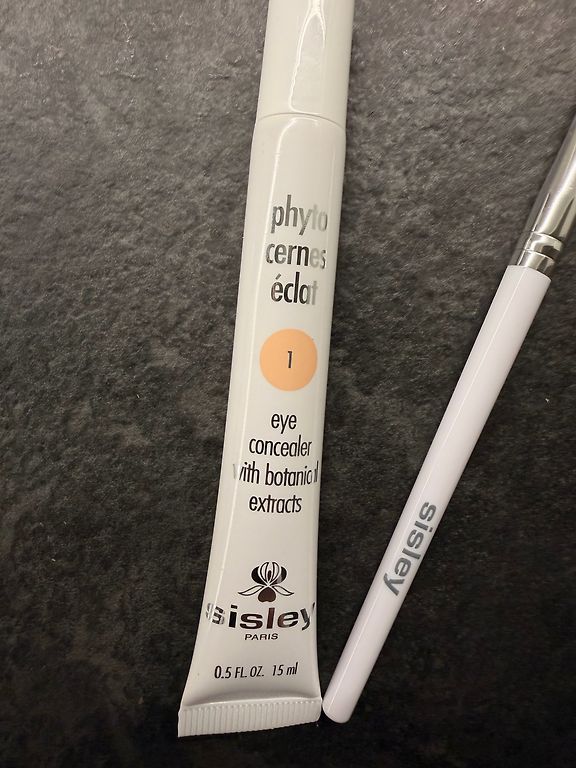 phyto
cernes
éclat
1
eye
concealer
with botanical
extracts
sisley
PARIS
0.5 FL. OZ. 15 ml
sisley